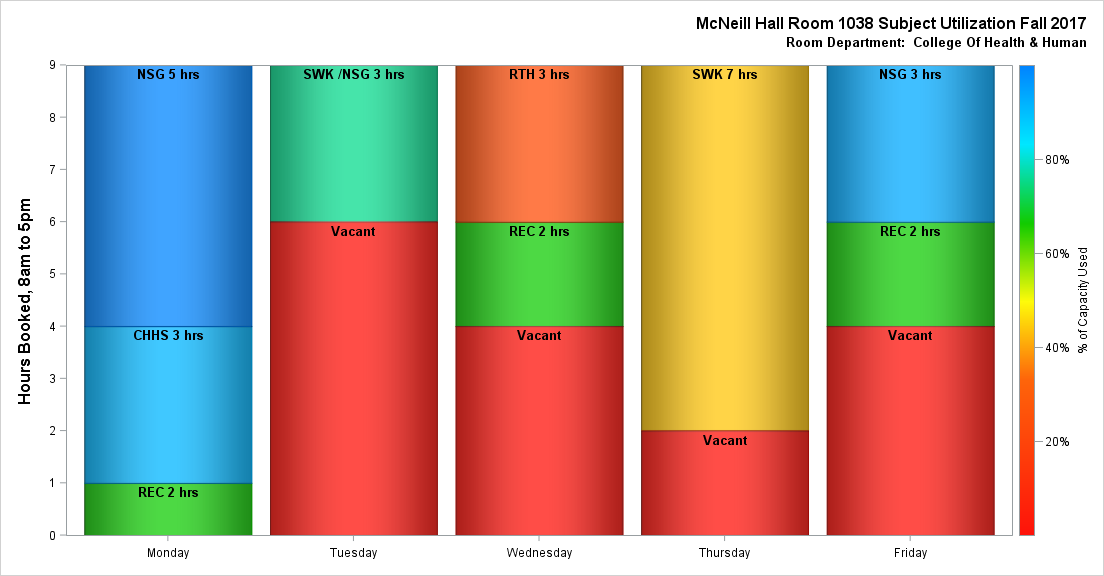 McNeill Hall Room 1038 Subject Utilization Fall 2017
Room Department:  College Of Health & Human
Hours Booked, 8am to 5pm
9
8
7
6
5
4
3
2
1
0
NSG 5 hrs
CHHS 3 hrs
REC 2 hrs
SWK /NSG 3 hrs
Vacant
RTH 3 hrs
REC 2 hrs
Vacant
SWK 7 hrs
Vacant
NSG 3 hrs
REC 2 hrs
Vacant
Monday
Tuesday
Wednesday
Thursday
Friday
80%
60%
40%
20%
% of Capacity Used